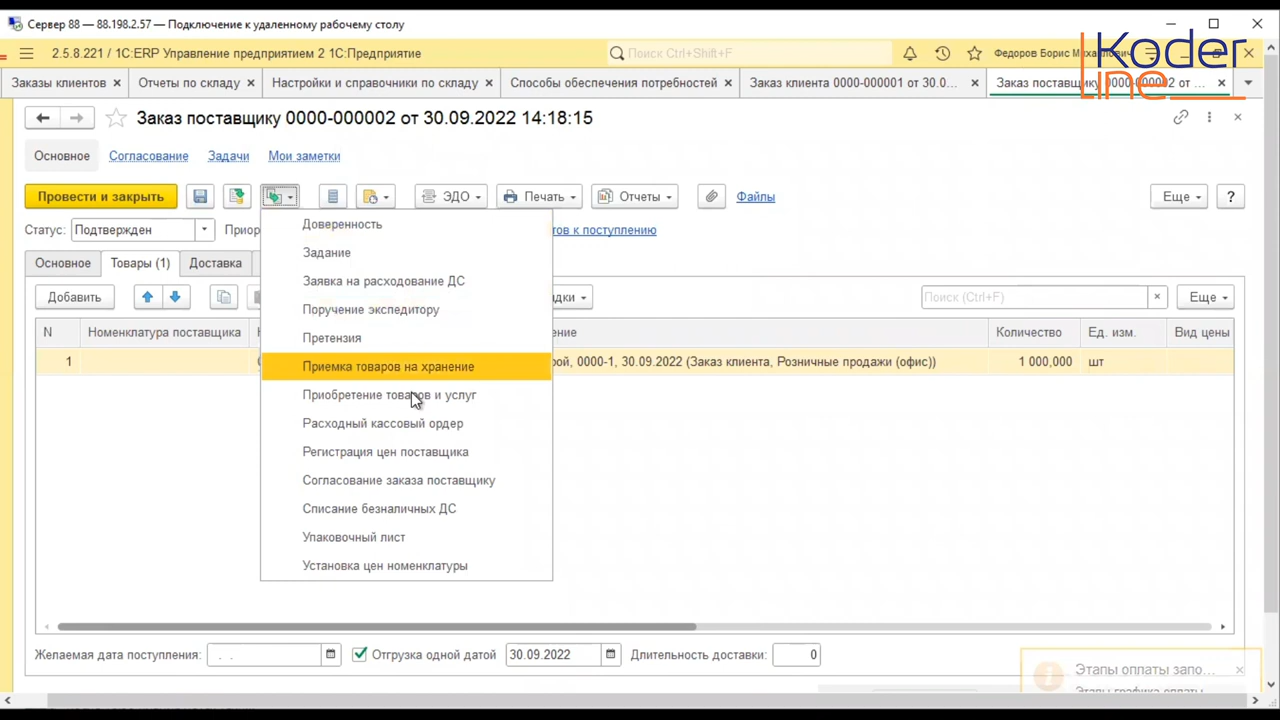 Сервер 88 — 88.198.2.57 — Подключение к удаленному рабочему столу
Koder
Line
2.5.8.221 / 1C:ERP Управление предприятием 2 1С:Предприятие
Поиск Ctrl+Shift+F
Федоров Борис
Заказы клиентов
Отчеты по складу
Настройки и справочники по складу
Способы обеспечения потребностей
Заказ клиента 0000-000001 от 30.0...
Заказ поставщику 0000-000002 от ...
Заказ поставщику 0000-000002 от 30.09.2022 14:18:15
Основное Согласование Задачи Мои заметки
Провести и закрыть ЭДО Печать Отчеты Файлы Еще ?
Статус: Подтвержден Приор тов к поступлению
Основное Товары (1) Доставка
Добавить дки Поиск (Ctrl+F) × Еще
N Номенклатура поставщика ение Количество Ед. изм. Вид цены
1 рой, 0000-1, 30.09.2022 (Заказ клиента, Розничные продажи (офис)) 1 000,000 шт
Доверенность
Задание
Заявка на расходование ДС
Поручение экспедитору
Претензия
Приемка товаров на хранение
Приобретение товаров и услуг
Расходный кассовый ордер
Регистрация цен поставщика
Согласование заказа поставщику
Списание безналичных ДС
Упаковочный лист
Установка цен номенклатуры
Желаемая дата поступления: . . Отгрузка одной датой 30.09.2022 Длительность доставки: 0
Этапы оплаты запо...
Этапы графика оплаты